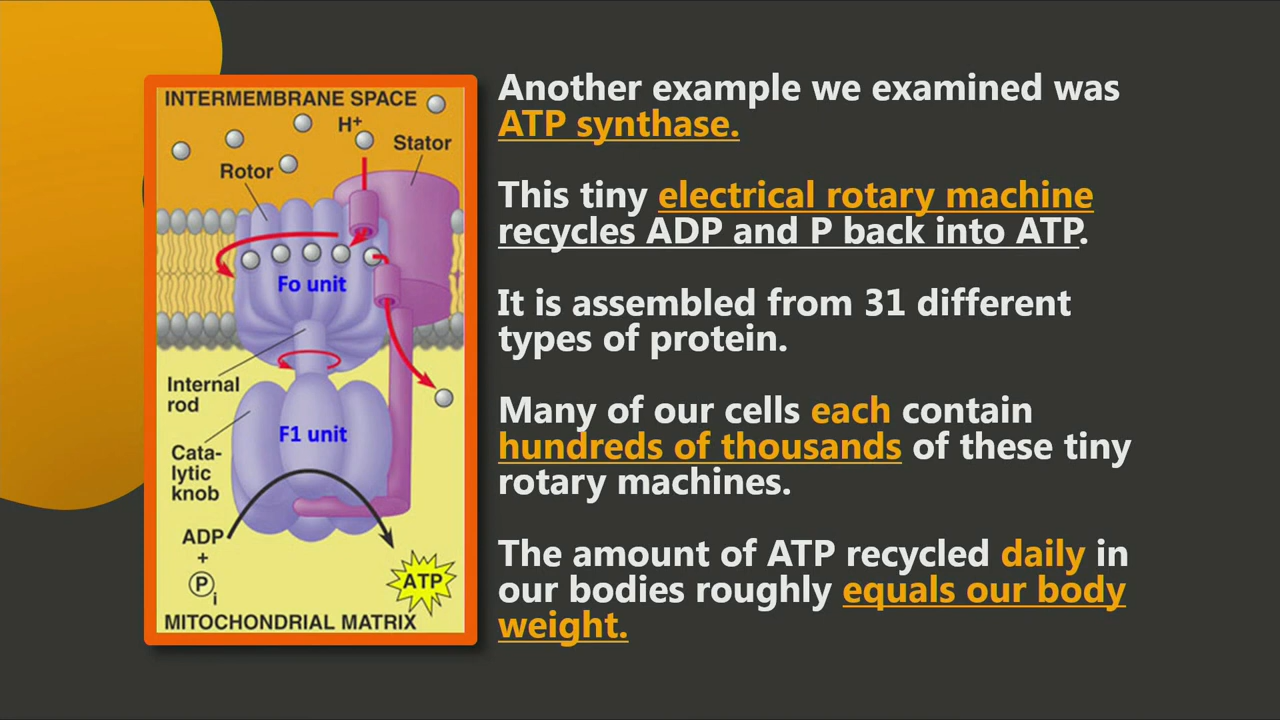 INTERMEMBRANE SPACE
H+
Stator
Rotor
Fo unit
Internal
rod
F1 unit
Cata-
lytic
knob
ADP
+
P i
ATP
MITOCHONDRIAL MATRIX
Another example we examined was
ATP synthase.
This tiny electrical rotary machine
recycles ADP and P back into ATP.
It is assembled from 31 different
types of protein.
Many of our cells each contain
hundreds of thousands of these tiny
rotary machines.
The amount of ATP recycled daily in
our bodies roughly equals our body
weight.